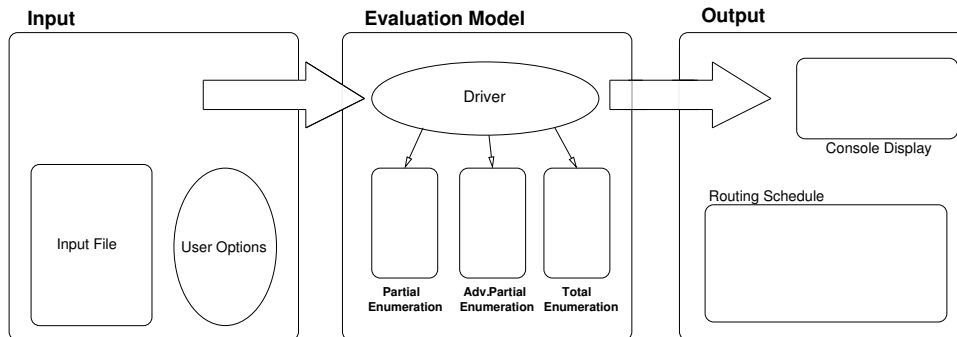 Input
Evaluation Model
Output
Driver
Console Display
Routing Schedule
Input File
User Options
Partial
Enumeration
Adv.Partial
Enumeration
Total
Enumeration